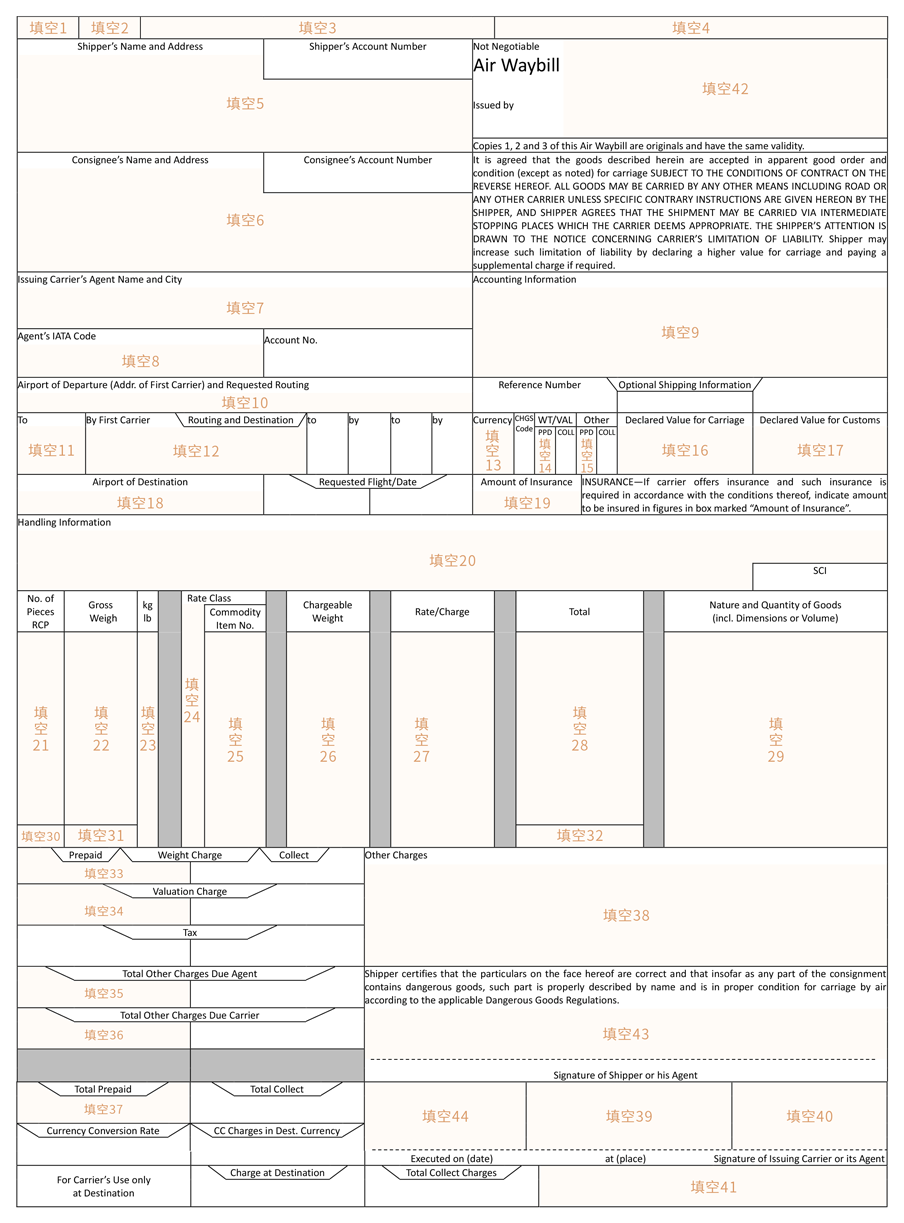 填空1 填空2 填空3 填空4
Shipper's Name and Address
Shipper's Account Number
填空5
Not Negotiable
Air Waybill
Issued by
填空42
Copies 1, 2 and 3 of this Air Waybill are originals and have the same validity.
Consignee's Name and Address
Consignee's Account Number
填空6
It is agreed that the goods described herein are accepted in apparent good order and
condition (except as noted) for carriage SUBJECT TO THE CONDITIONS OF CONTRACT ON THE
REVERSE HEREOF. ALL GOODS MAY BE CARRIED BY ANY OTHER MEANS INCLUDING ROAD OR
ANY OTHER CARRIER UNLESS SPECIFIC CONTRARY INSTRUCTIONS ARE GIVEN HEREON BY THE
SHIPPER, AND SHIPPER AGREES THAT THE SHIPMENT MAY BE CARRIED VIA INTERMEDIATE
STOPPING PLACES WHICH THE CARRIER DEEMS APPROPRIATE. THE SHIPPER'S ATTENTION IS
DRAWN TO THE NOTICE CONCERNING CARRIER'S LIMITATION OF LIABILITY. Shipper may
increase such limitation of liability by declaring a higher value for carriage and paying a
supplemental charge if required.
Issuing Carrier's Agent Name and City
填空7
Agent's IATA Code
填空8
Account No.
Accounting Information
填空9
Airport of Departure (Addr. of First Carrier) and Requested Routing
填空10
Reference Number
Optional Shipping Information
To
填空11
By First Carrier
Routing and Destination
填空12
to
by
to
by
Currency
填
空
13
CHGS
Code
WT/VAL
PPD COLL
填
空
14
Other
PPD COLL
填
空
15
Declared Value for Carriage
填空16
Declared Value for Customs
填空17
Airport of Destination
填空18
Requested Flight/Date
Amount of Insurance
填空19
INSURANCE—If carrier offers insurance and such insurance is
required in accordance with the conditions thereof, indicate amount
to be insured in figures in box marked “Amount of Insurance”.
Handling Information
填空20
SCI
No. of
Pieces
RCP
Gross
Weigh
kg
lb
Rate Class
Commodity
Item No.
Chargeable
Weight
Rate/Charge
Total
Nature and Quantity of Goods
(incl. Dimensions or Volume)
填
空
21
填
空
22
填
空
23
填
空
24
填
空
25
填
空
26
填
空
27
填
空
28
填
空
29
填空30
填空31
填空32
Prepaid
Weight Charge
Collect
填空33
Valuation Charge
填空34
Tax
Other Charges
填空38
Total Other Charges Due Agent
填空35
Total Other Charges Due Carrier
填空36
Shipper certifies that the particulars on the face hereof are correct and that insofar as any part of the consignment
contains dangerous goods, such part is properly described by name and is in proper condition for carriage by air
according to the applicable Dangerous Goods Regulations.
填空43
Signature of Shipper or his Agent
Total Prepaid
Total Collect
填空37
Currency Conversion Rate
CC Charges in Dest. Currency
填空44
填空39
填空40
Executed on (date)
at (place)
Signature of Issuing Carrier or its Agent
For Carrier's Use only
at Destination
Charge at Destination
Total Collect Charges
填空41